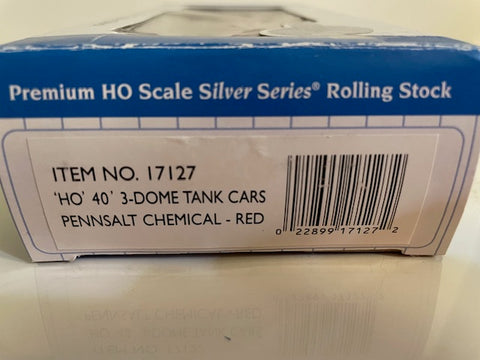 Premium HO Scale Silver Series® Rolling Stock
ITEM NO. 17127
'HO' 40' 3-DOME TANK CARS
PENNSALT CHEMICAL - RED
0 22899 17127 2